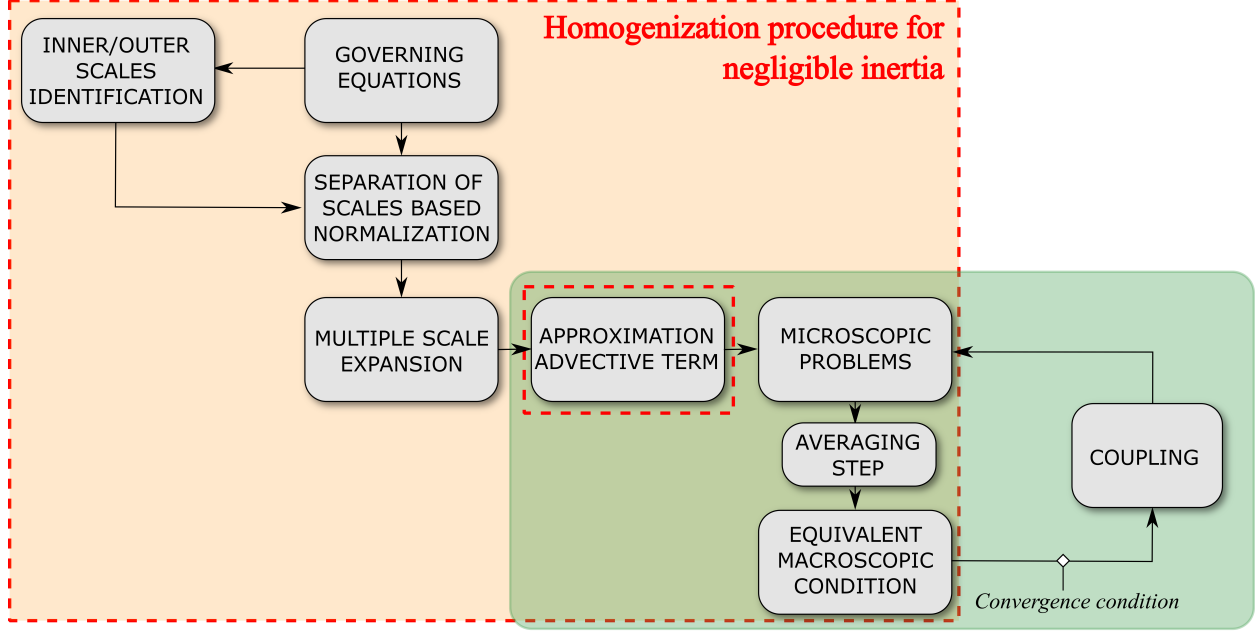 Homogenization procedure for
negligible inertia
INNER/OUTER
SCALES
IDENTIFICATION
GOVERNING
EQUATIONS
SEPARATION OF
SCALES BASED
NORMALIZATION
MULTIPLE SCALE
EXPANSION
APPROXIMATION
ADVECTIVE TERM
MICROSCOPIC
PROBLEMS
AVERAGING
STEP
EQUIVALENT
MACROSCOPIC
CONDITION
COUPLING
Convergence condition